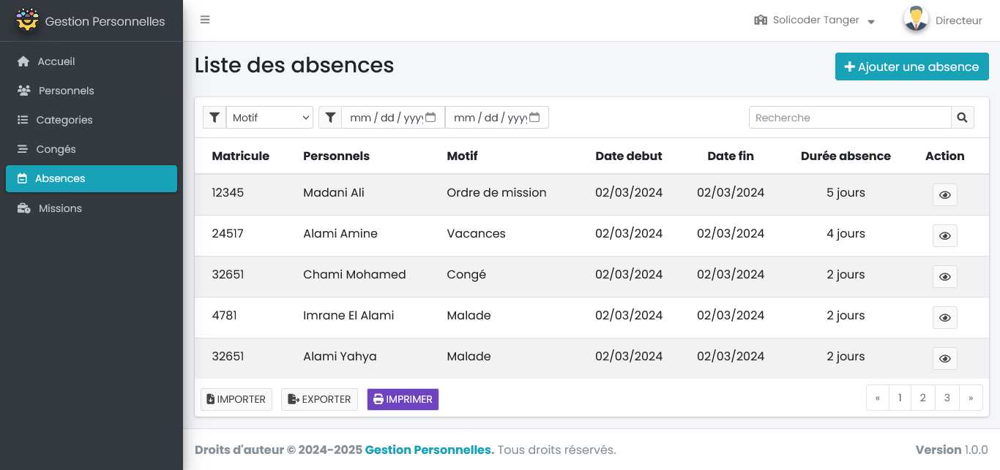 Gestion Personnelles
Solicoder Tanger
Directeur
Accueil
Personnels
Categories
Congés
Absences
Missions
Liste des absences
Ajouter une absence
Motif mm / dd / yyyy mm / dd / yyyy Recherche
Matricule Personnels Motif Date debut Date fin Durée absence Action
12345 Madani Ali Ordre de mission 02/03/2024 02/03/2024 5 jours
24517 Alami Amine Vacances 02/03/2024 02/03/2024 4 jours
32651 Chami Mohamed Congé 02/03/2024 02/03/2024 2 jours
4781 Imrane El Alami Malade 02/03/2024 02/03/2024 2 jours
32651 Alami Yahya Malade 02/03/2024 02/03/2024 2 jours
IMPORTER EXPORTER IMPRIMER « 1 2 3 »
Droits d'auteur © 2024-2025 Gestion Personnelles. Tous droits réservés. Version 1.0.0